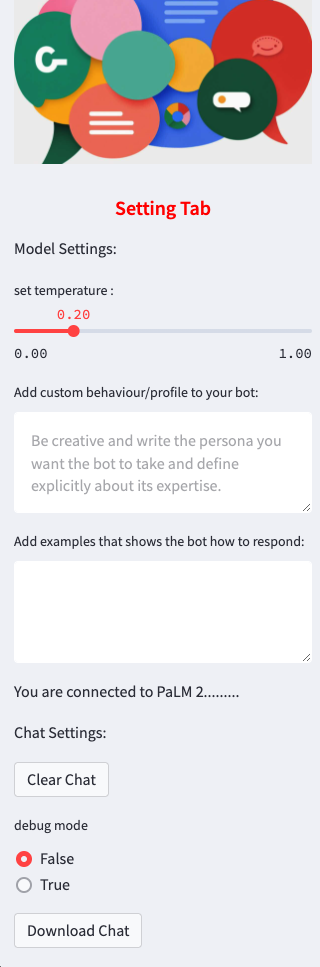 Setting Tab
Model Settings:
set temperature :
0.20
0.00 1.00
Add custom behaviour/profile to your bot:
Be creative and write the persona you
want the bot to take and define
explicitly about its expertise.
Add examples that shows the bot how to respond:
You are connected to PaLM 2.........
Chat Settings:
Clear Chat
debug mode
False
True
Download Chat